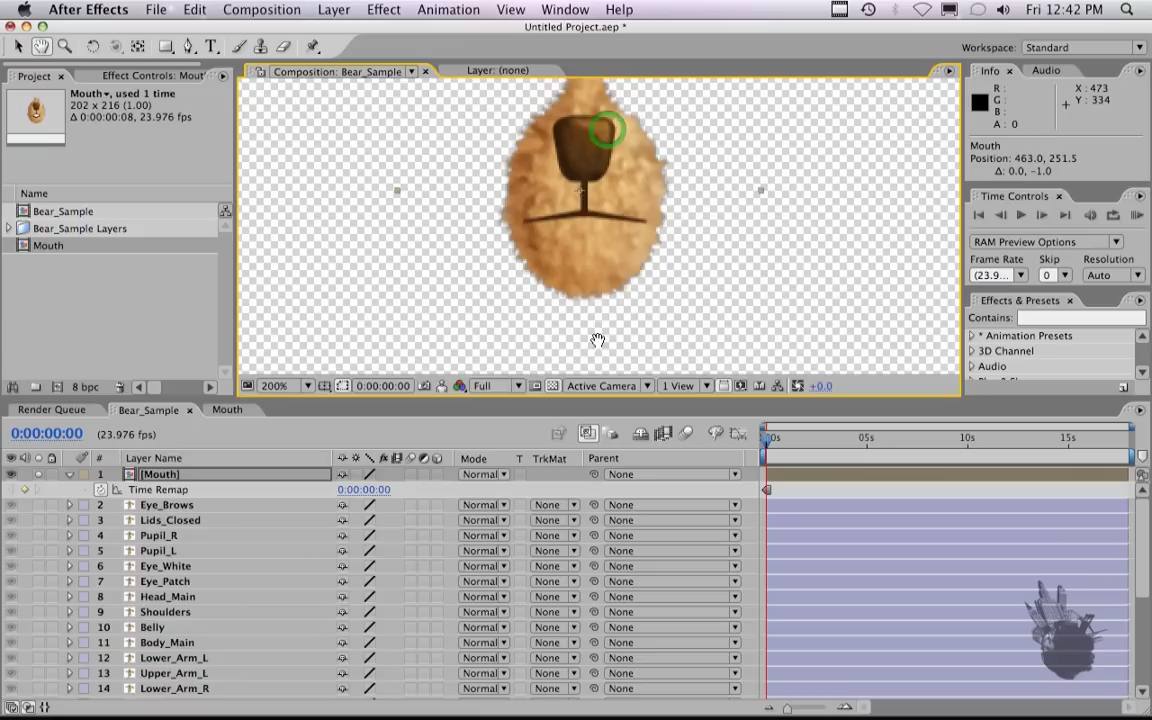 After Effects File Edit Composition Layer Effect Animation View Window Help Fri 12:42 PM
Untitled Project.aep *
Workspace: Standard
Project Effect Controls: Mout
Composition: Bear_Sample Layer: (none)
Info Audio
Mouth, used 1 time
202 x 216 (1.00)
Δ 0:00:00:08, 23.976 fps
R :
G :
B :
A : 0
X : 473
Y : 334
Mouth
Position: 463.0, 251.5
Δ: 0.0, -1.0
Time Controls
RAM Preview Options
Frame Rate Skip Resolution
(23.9... 0 Auto
Effects & Presets
Contains:
* Animation Presets
3D Channel
Audio
Name
Bear_Sample
Bear_Sample Layers
Mouth
8 bpc
200% 0:00:00:00 Full Active Camera 1 View +0.0
Render Queue Bear_Sample Mouth
0:00:00:00 (23.976 fps)
05s 10s 15s
# Layer Name Mode T TrkMat Parent
1 [Mouth] Normal None
Time Remap 0:00:00:00
2 Eye_Brows Normal None None
3 Lids_Closed Normal None None
4 Pupil_R Normal None None
5 Pupil_L Normal None None
6 Eye_White Normal None None
7 Eye_Patch Normal None None
8 Head_Main Normal None None
9 Shoulders Normal None None
10 Belly Normal None None
11 Body_Main Normal None None
12 Lower_Arm_L Normal None None
13 Upper_Arm_L Normal None None
14 Lower_Arm_R Normal None None